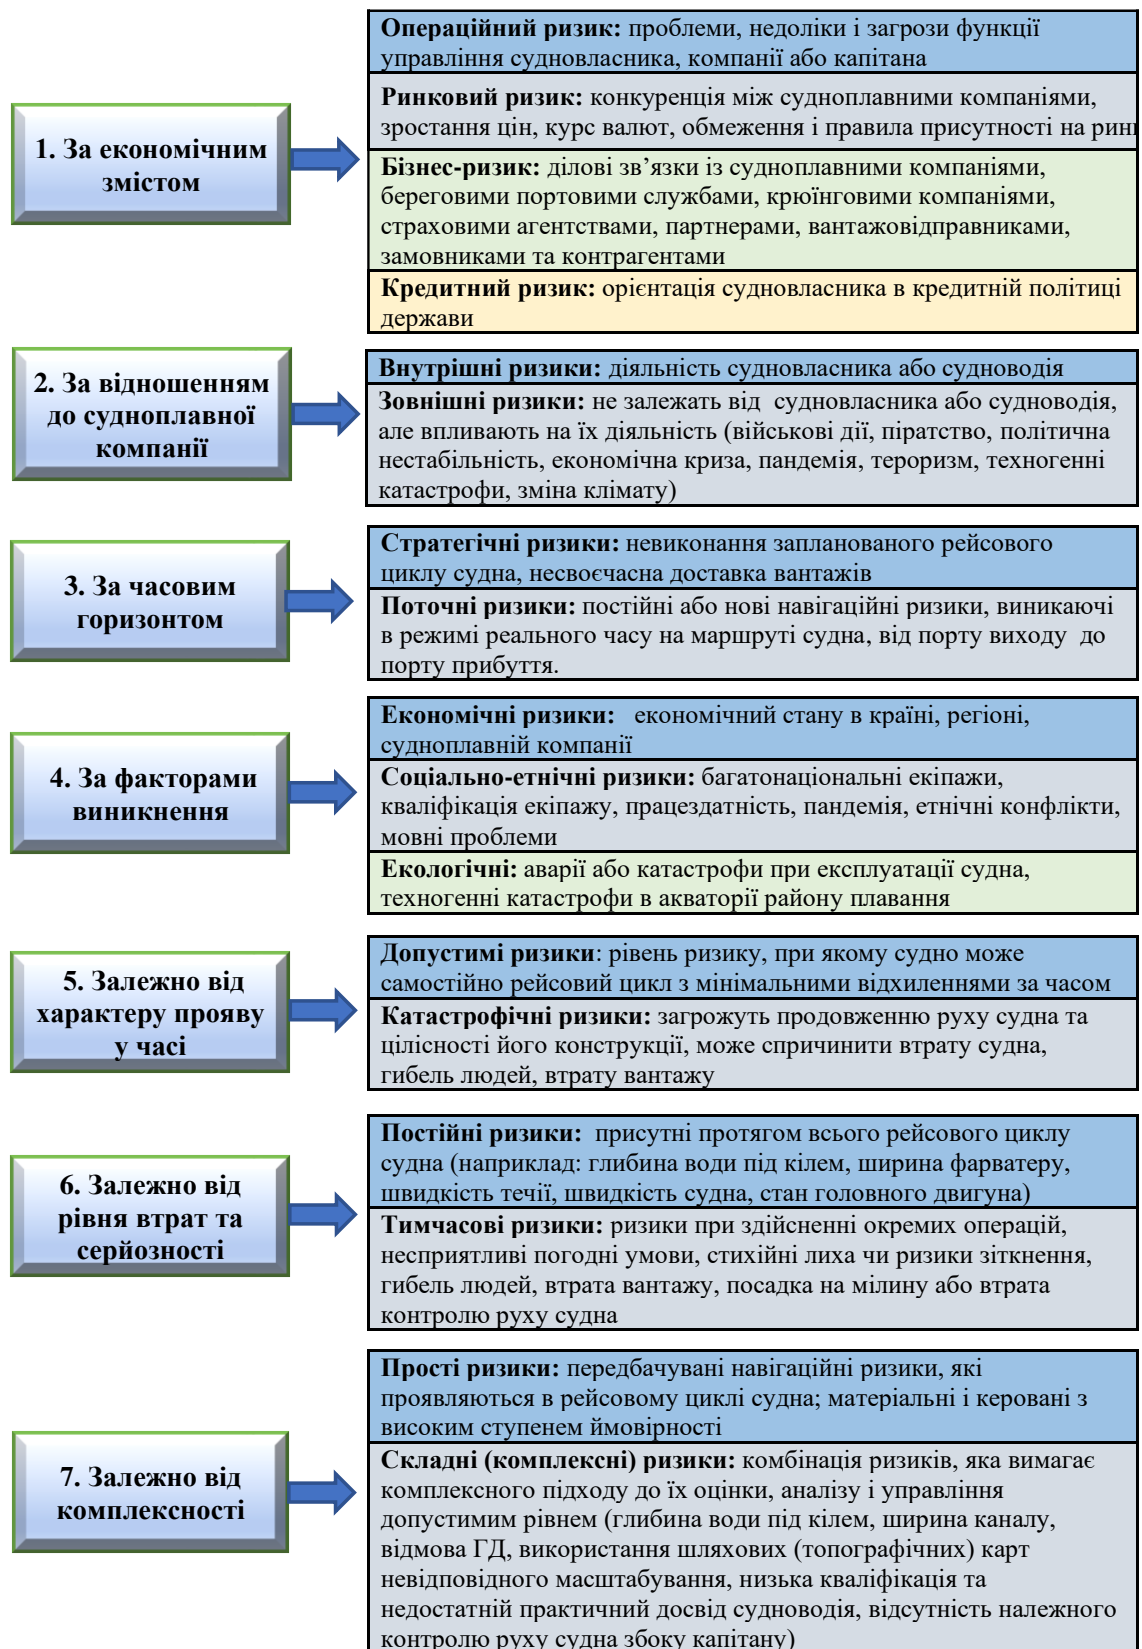 Операційний ризик: проблеми, недоліки і загрози функції
управління судновласника, компанії або капітана
1. За економічним
змістом
Ринковий ризик: конкуренція між судноплавними компаніями,
зростання цін, курс валют, обмеження і правила присутності на рин
Бізнес-ризик: ділові зв’язки із судноплавними компаніями,
береговими портовими службами, крюїнговими компаніями,
страховими агентствами, партнерами, вантажовідправниками,
замовниками та контрагентами
Кредитний ризик: орієнтація судновласника в кредитній політиці
держави
2. За відношенням
до судноплавної
компанії
Внутрішні ризики: діяльність судновласника або судноводія
Зовнішні ризики: не залежать від судновласника або судноводія,
але впливають на їх діяльність (військові дії, піратство, політична
нестабільність, економічна криза, пандемія, тероризм, техногенні
катастрофи, зміна клімату)
3. За часовим
горизонтом
Стратегічні ризики: невиконання запланованого рейсового
циклу судна, несвоєчасна доставка вантажів
Поточні ризики: постійні або нові навігаційні ризики, виникаючі
в режимі реального часу на маршруті судна, від порту виходу до
порту прибуття.
4. За факторами
виникнення
Економічні ризики: економічний стану в країні, регіоні,
судноплавній компанії
Соціально-етнічні ризики: багатонаціональні екіпажи,
кваліфікація екіпажу, працездатність, пандемія, етнічні конфлікти,
мовні проблеми
Екологічні: аварії або катастрофи при експлуатації судна,
техногенні катастрофи в акваторії району плавання
5. Залежно від
характеру прояву
у часі
Допустимі ризики: рівень ризику, при якому судно може
самостійно рейсовий цикл з мінімальними відхиленнями за часом
Катастрофічні ризики: загрожуть продовженню руху судна та
цілісності його конструкції, може спричинити втрату судна,
гибель людей, втрату вантажу
6. Залежно від
рівня втрат та
серйозності
Постійні ризики: присутні протягом всього рейсового циклу
судна (наприклад: глибина води під кілем, ширина фарватеру,
швидкість течії, швидкість судна, стан головного двигуна)
Тимчасові ризики: ризики при здійсненні окремих операцій,
несприятливі погодні умови, стихійні лиха чи ризики зіткнення,
гибель людей, втрата вантажу, посадка на мілину або втрата
контролю руху судна
7. Залежно від
комплексності
Прості ризики: передбачувані навігаційні ризики, які
проявляються в рейсовому циклі судна; матеріальні і керовані з
високим ступенем ймовірності
Складні (комплексні) ризики: комбінація ризиків, яка вимагає
комплексного підходу до їх оцінки, аналізу і управління
допустимим рівнем (глибина води під кілем, ширина каналу,
відмова ГД, використання шляхових (топографічних) карт
невідповідного масштабування, низька кваліфікація та
недостатній практичний досвід судноводія, відсутність належного
контролю руху судна збоку капітану)